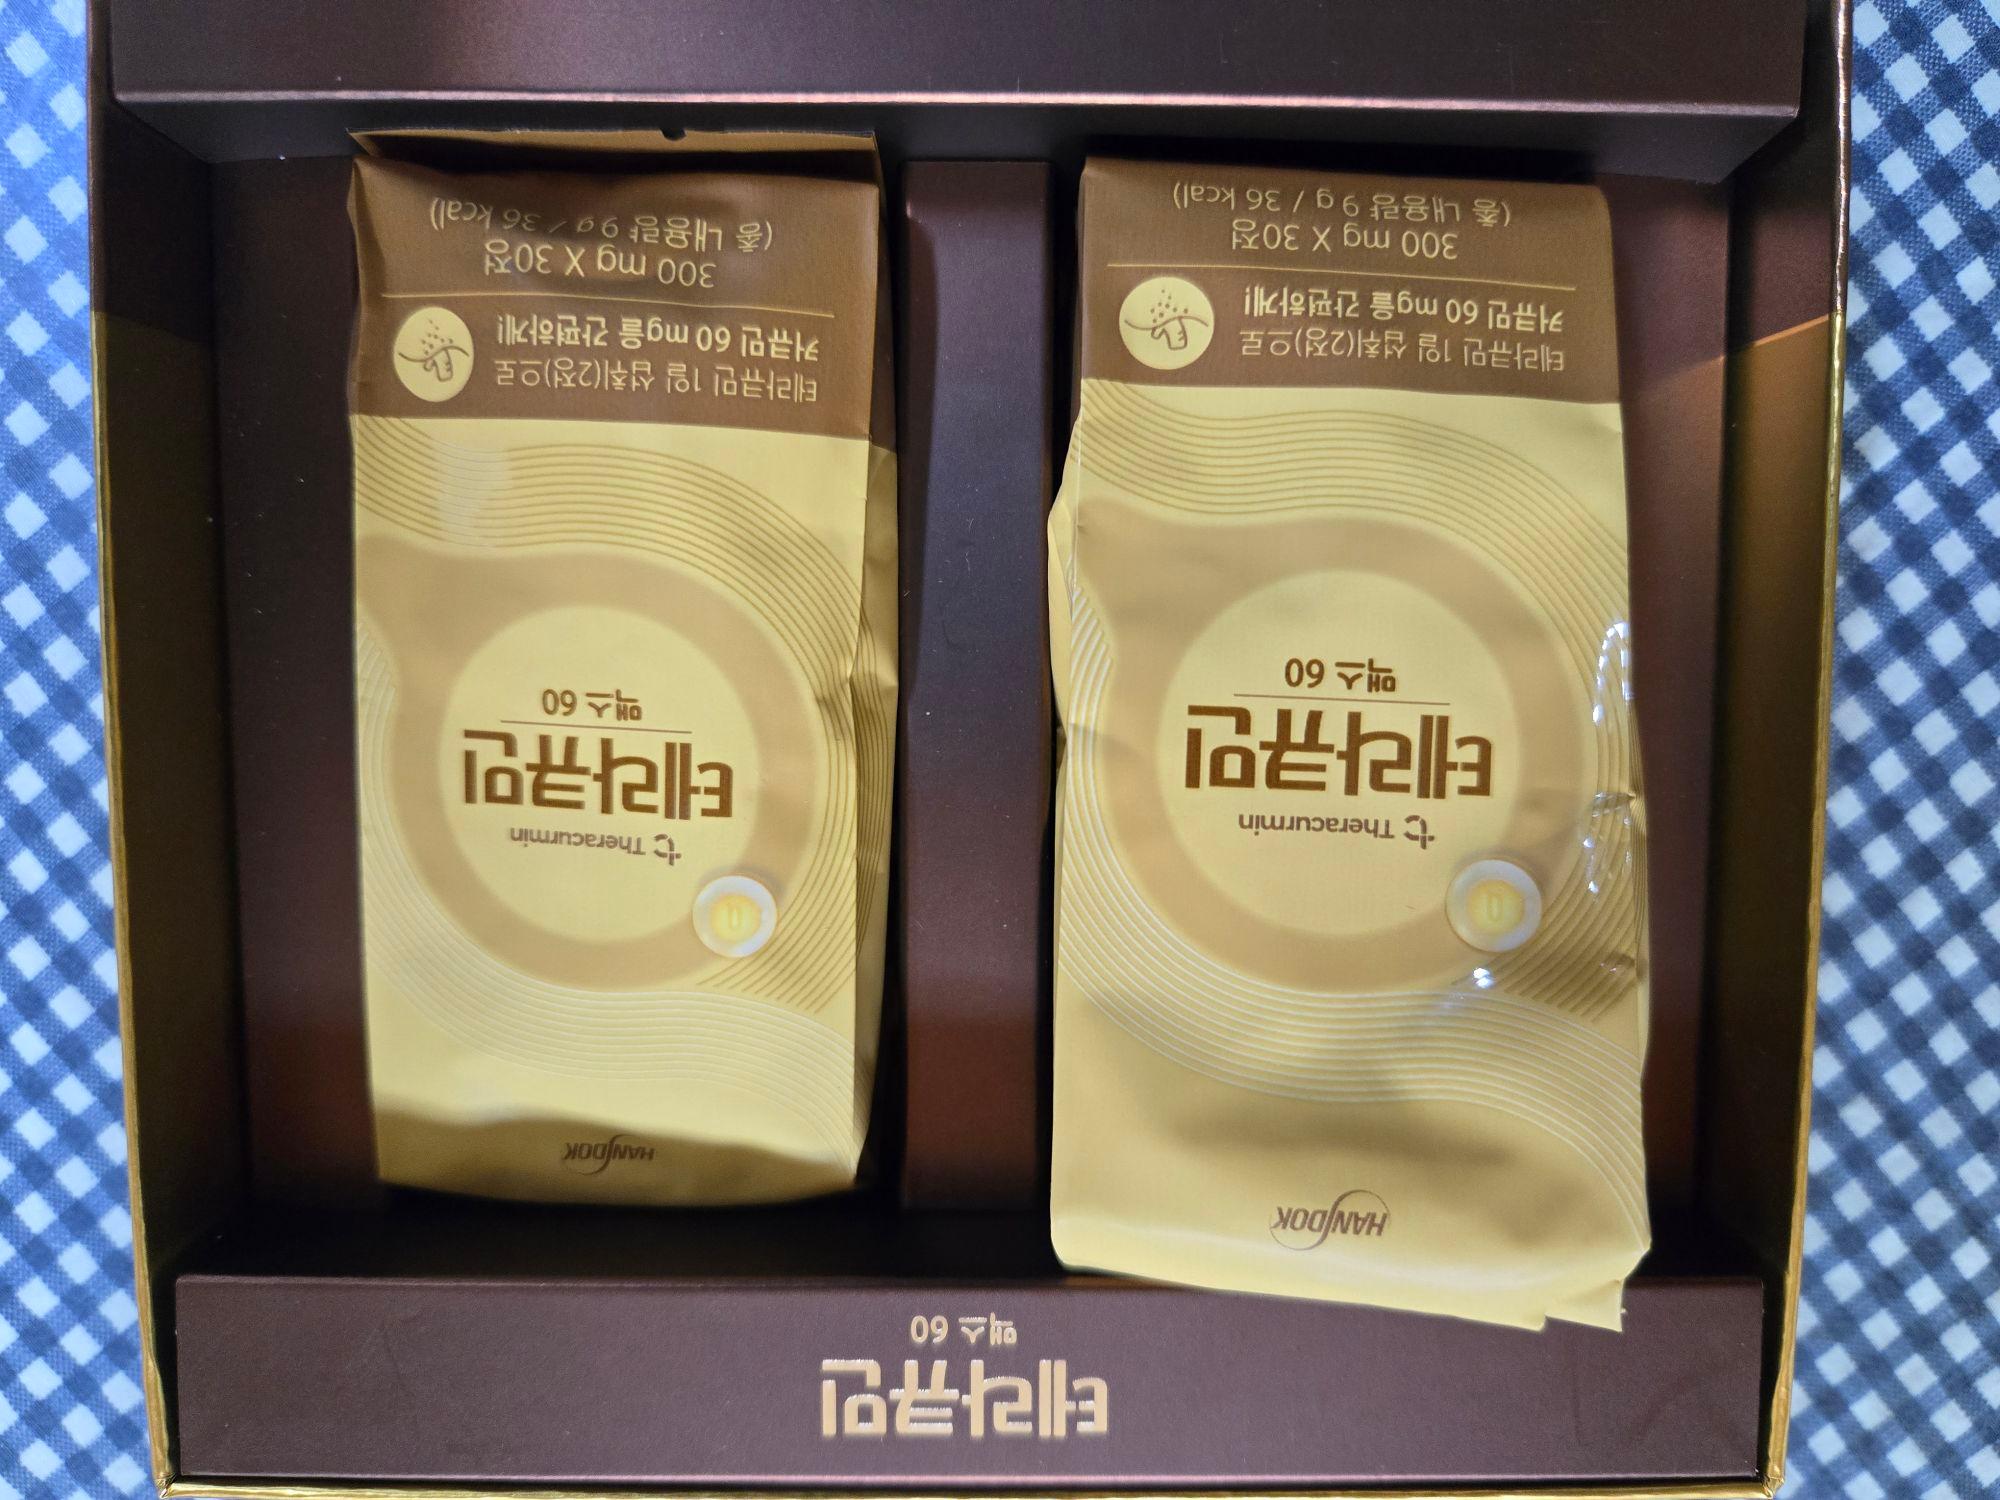 t Theracurmin
테라큐민
맥스 60
테라큐민 1일 섭취(2정)으로
커큐민 60 mg을 간편하게!
300 mg X 30정
(총 내용량 9 g / 36 kcal)
HANDOK
t Theracurmin
테라큐민
맥스 60
테라큐민 1일 섭취(2정)으로
커큐민 60 mg을 간편하게!
300 mg X 30정
(총 내용량 9 g / 36 kcal)
HANDOK
테라큐민
맥스 60